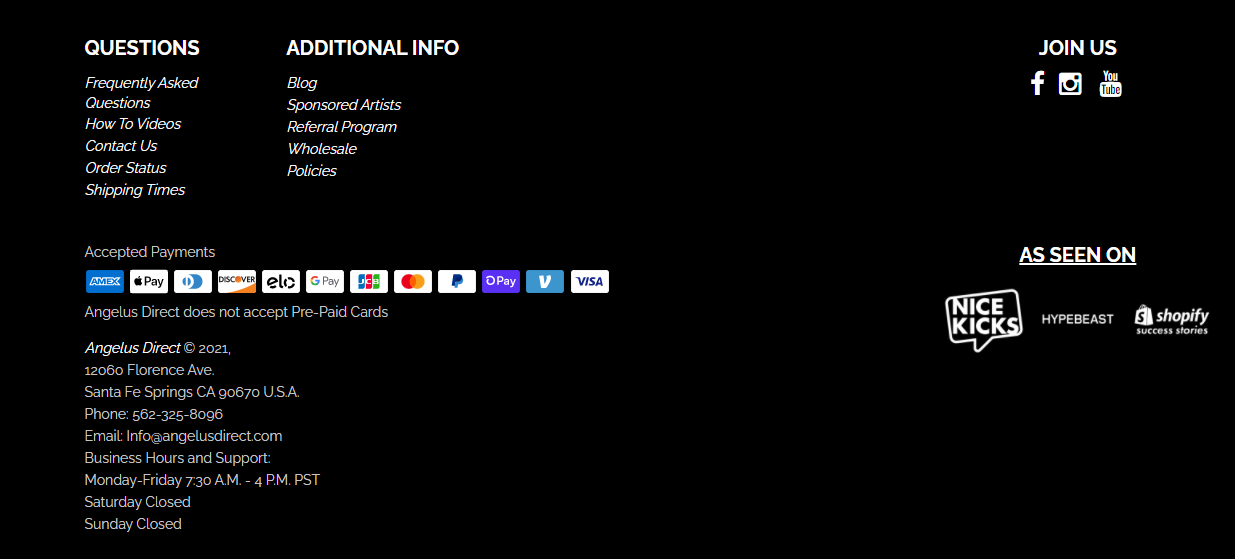 QUESTIONS
Frequently Asked
Questions
How To Videos
Contact Us
Order Status
Shipping Times
ADDITIONAL INFO
Blog
Sponsored Artists
Referral Program
Wholesale
Policies
JOIN US
You
Tube
Accepted Payments
AMEX Pay DISCOVER elo G Pay JCB Pay VISA
Angelus Direct does not accept Pre-Paid Cards
Angelus Direct © 2021,
12060 Florence Ave.
Santa Fe Springs CA 90670 U.S.A.
Phone: 562-325-8096
Email: Info@angelusdirect.com
Business Hours and Support:
Monday-Friday 7:30 A.M. - 4 P.M. PST
Saturday Closed
Sunday Closed
AS SEEN ON
NICE
KICKS
HYPEBEAST
shopify
success stories